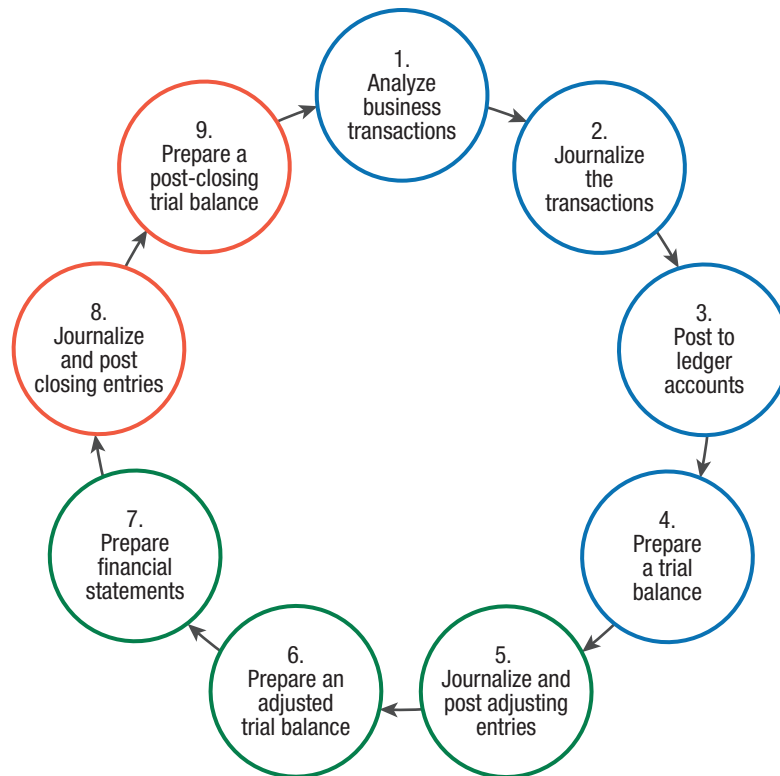 1.
Analyze
business
transactions
2.
Journalize
the
transactions
3.
Post to
ledger
accounts
4.
Prepare
a trial
balance
5.
Journalize and
post adjusting
entries
6.
Prepare an
adjusted
trial balance
7.
Prepare
financial
statements
8.
Journalize
and post
closing entries
9.
Prepare a
post-closing
trial balance